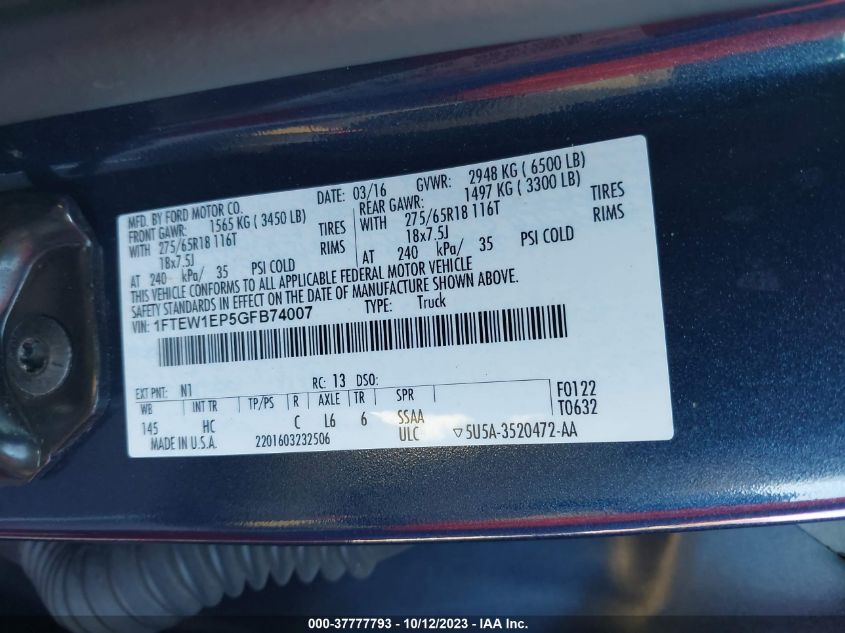 MFD. BY FORD MOTOR CO.
DATE: 03/16
GVWR: 2948 KG ( 6500 LB)
FRONT GAWR: 1565 KG ( 3450 LB)
REAR GAWR: 1497 KG ( 3300 LB)
WITH 275/65R18 116T TIRES
WITH 275/65R18 116T TIRES
18x7.5J RIMS
18x7.5J RIMS
AT 240 kPa/ 35 PSI COLD
AT 240 kPa/ 35 PSI COLD
THIS VEHICLE CONFORMS TO ALL APPLICABLE FEDERAL MOTOR VEHICLE
SAFETY STANDARDS IN EFFECT ON THE DATE OF MANUFACTURE SHOWN ABOVE.
VIN: 1FTEW1EP5GFB74007 TYPE: Truck
EXT PNT: N1 RC: 13 DSO: F0122
WB INT TR TP/PS R AXLE TR SPR T0632
145 HC C L6 6 SSAA
MADE IN U.S.A. 2201603232506 ULC ▽5U5A-3520472-AA
000-37777793 - 10/12/2023 - IAAI.com